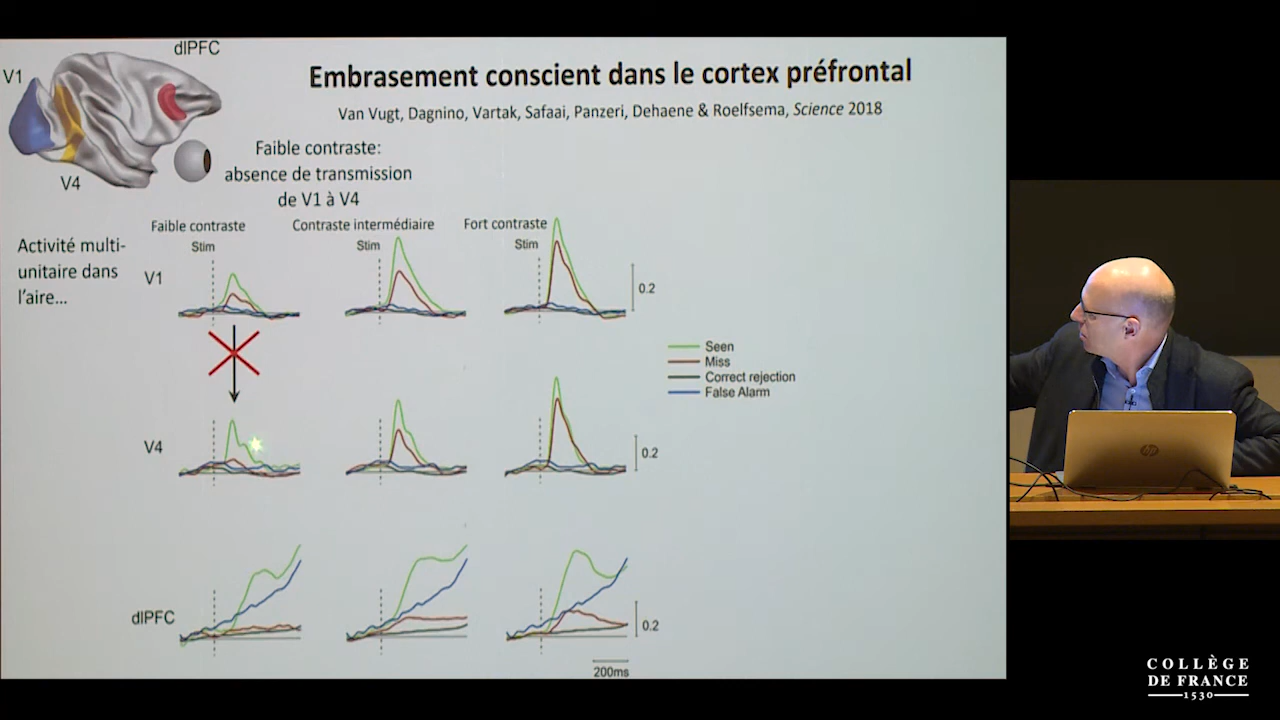 dlPFC
V1
V4
Embrasement conscient dans le cortex préfrontal
Van Vugt, Dagnino, Vartak, Safaai, Panzeri, Dehaene & Roelfsema, Science 2018
Faible contraste:
absence de transmission
de V1 à V4
Faible contraste
Contraste intermédiaire
Fort contraste
Stim
Stim
Stim
Activité multi-
unitaire dans
l'aire...
V1
0.2
Seen
Miss
Correct rejection
False Alarm
V4
0.2
dlPFC
0.2
200ms
hp
COLLÈGE
DE FRANCE
1530